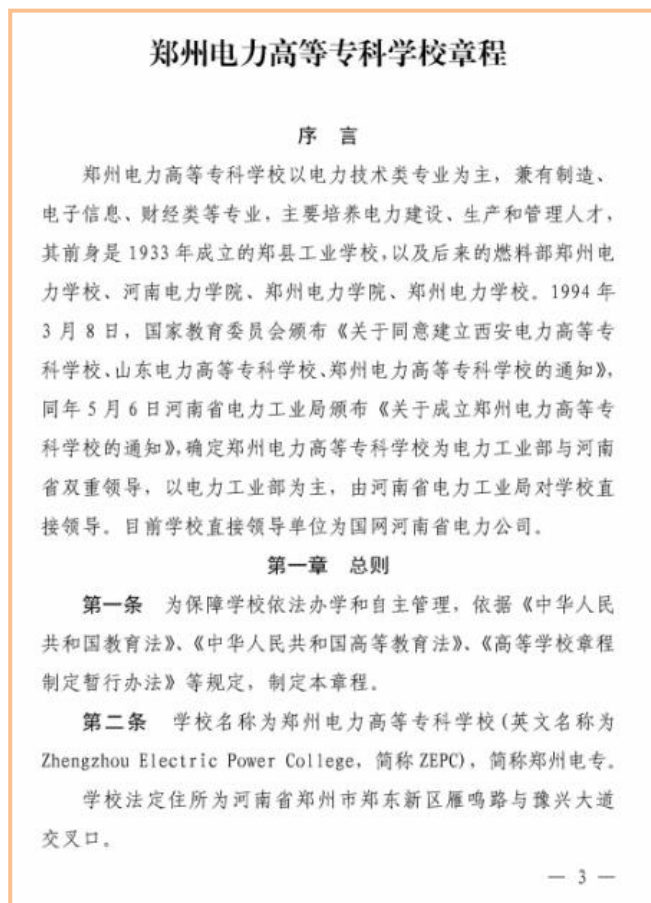 郑州电力高等专科学校章程
序 言
郑州电力高等专科学校以电力技术类专业为主，兼有制造、
电子信息、财经类等专业，主要培养电力建设、生产和管理人才，
其前身是1933年成立的郑县工业学校，以及后来的燃料部郑州电
力学校、河南电力学院、郑州电力学院、郑州电力学校。1994年
3月8日，国家教育委员会颁布《关于同意建立西安电力高等专
科学校、山东电力高等专科学校、郑州电力高等专科学校的通知》，
同年5月6日河南省电力工业局颁布《关于成立郑州电力高等专
科学校的通知》，确定郑州电力高等专科学校为电力工业部与河南
省双重领导，以电力工业部为主，由河南省电力工业局对学校直
接领导。目前学校直接领导单位为国网河南省电力公司。
第一章 总则
第一条 为保障学校依法办学和自主管理，依据《中华人民
共和国教育法》、《中华人民共和国高等教育法》、《高等学校章程
制定暂行办法》等规定，制定本章程。
第二条 学校名称为郑州电力高等专科学校(英文名称为
Zhengzhou Electric Power College，简称ZEPC)，简称郑州电专。
学校法定住所为河南省郑州市郑东新区雁鸣路与豫兴大道
交叉口。
— 3 —